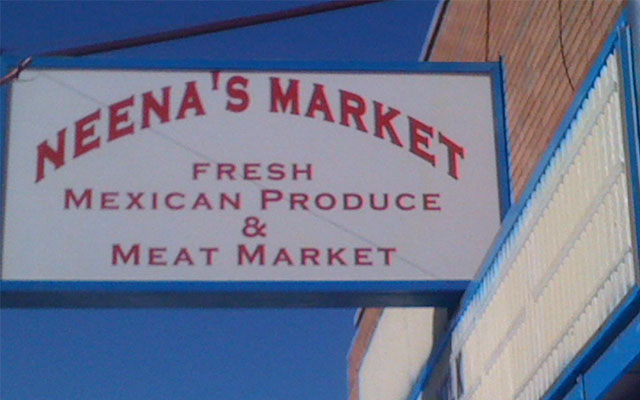 NEENA'S MARKET
FRESH
MEXICAN PRODUCE
&
MEAT MARKET